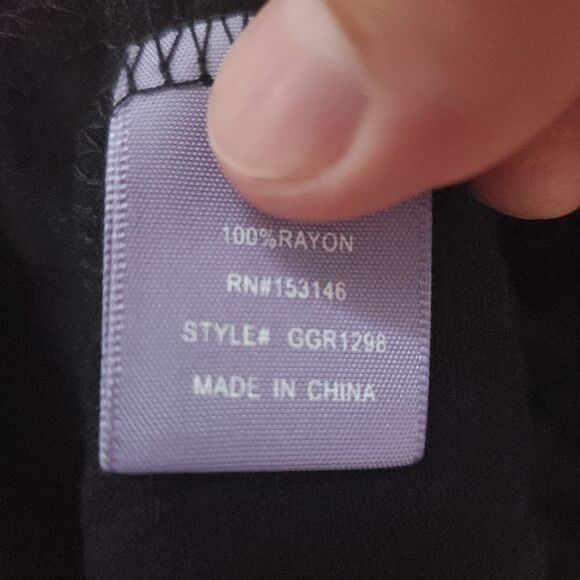 100%RAYON
RN#153146
STYLE# GGR1298
MADE IN CHINA